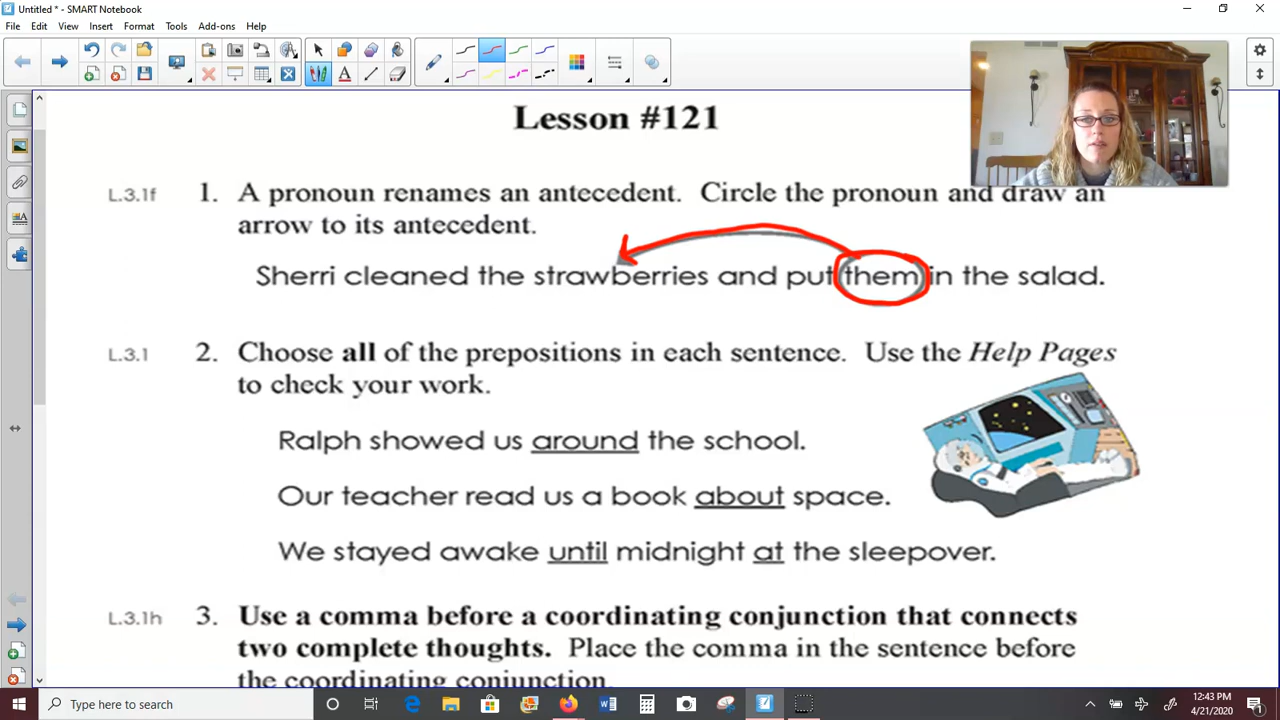 Untitled * - SMART Notebook
File Edit View Insert Format Tools Add-ons Help
Lesson #121
L.3.1f 1. A pronoun renames an antecedent. Circle the pronoun and draw an
arrow to its antecedent.
Sherri cleaned the strawberries and put them in the salad.
L.3.1 2. Choose all of the prepositions in each sentence. Use the Help Pages
to check your work.
Ralph showed us around the school.
Our teacher read us a book about space.
We stayed awake until midnight at the sleepover.
L.3.1h 3. Use a comma before a coordinating conjunction that connects
two complete thoughts. Place the comma in the sentence before
the coordinating conjunction.
Type here to search
12:43 PM
4/21/2020